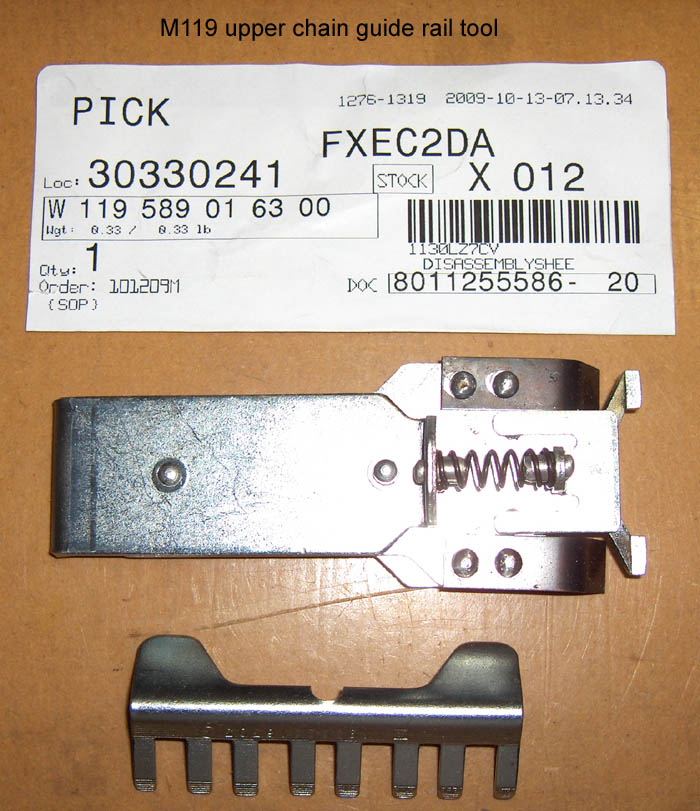 M119 upper chain guide rail tool
1276-1319 2009-10-13-07.13.34
PICK
FXEC2DA
Loc: 30330241 STOCK X 012
W 119 589 01 63 00
Wgt: 0.33 / 0.33 lb
1130LZ7CV
DISASSEMBLYSHEE
Qty: 1
Order: 101209M DOC 8011255586- 20
(SOP)